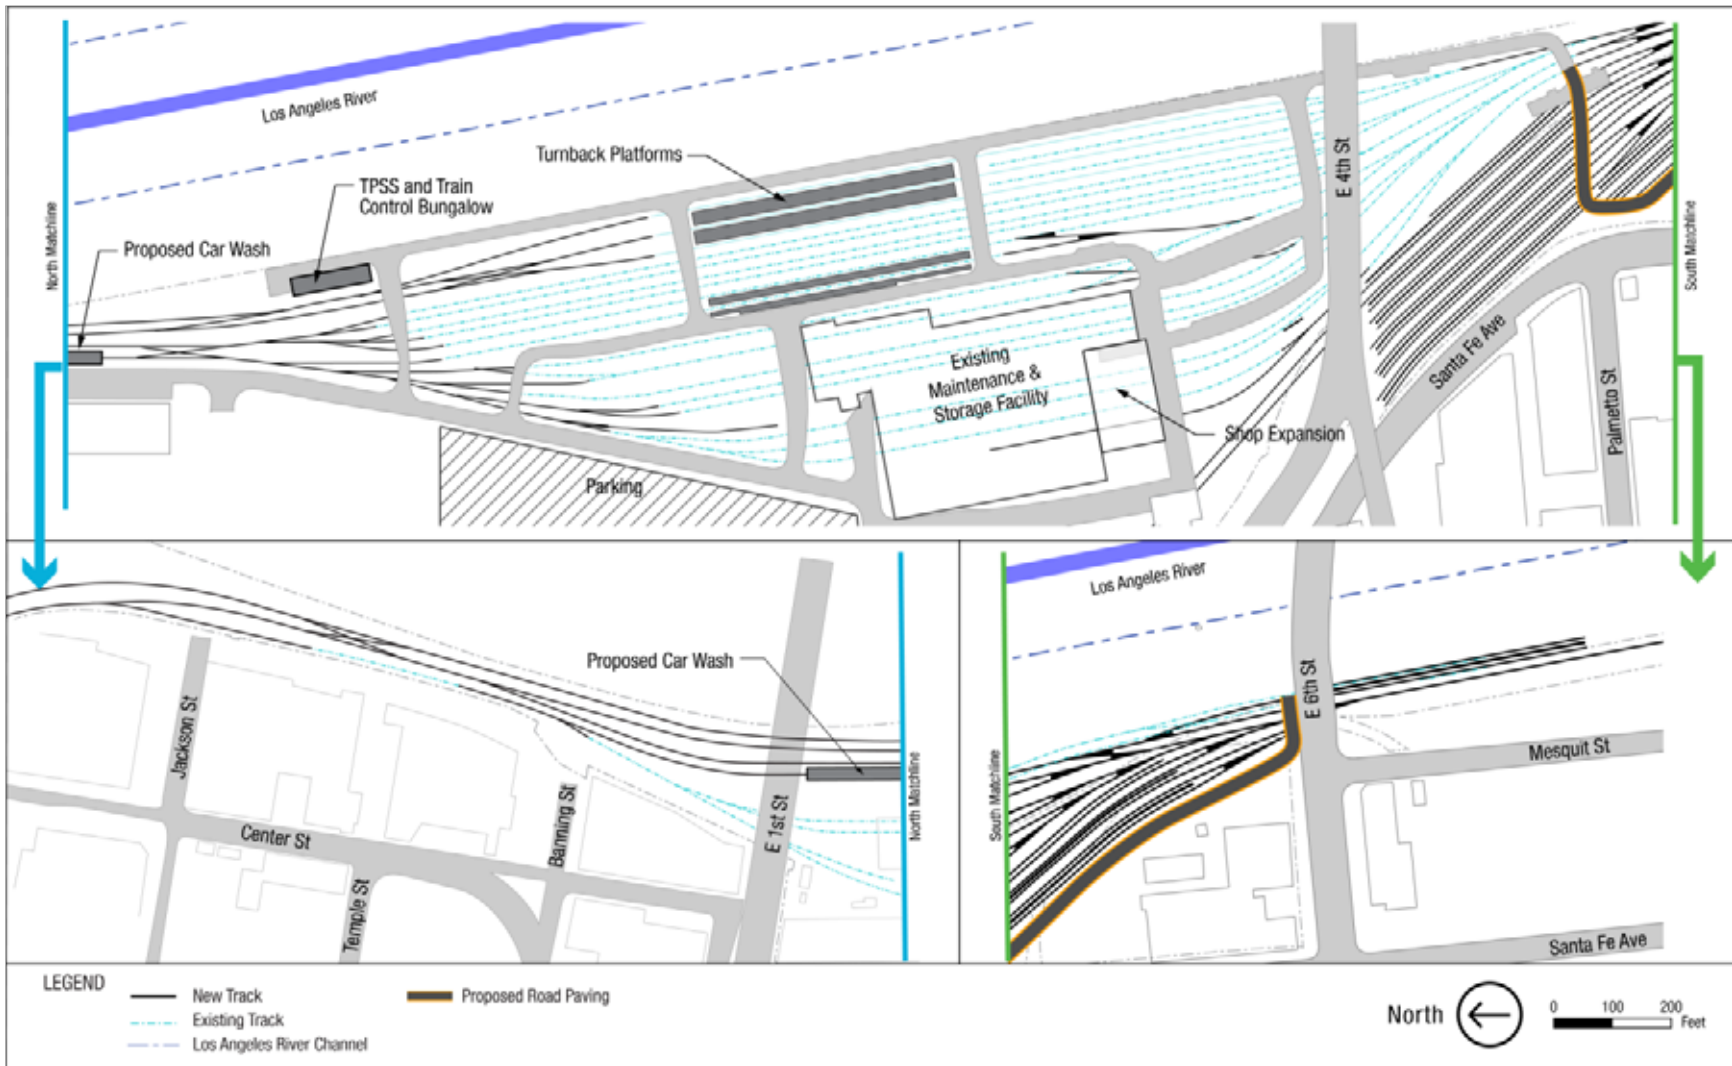 Los Angeles River
Turnback Platforms
TPSS and Train
Control Bungalow
Proposed Car Wash
North Matchline
E 4th St
South Matchline
Santa Fe Ave
Palmetto St
Existing
Maintenance &
Storage Facility
Shop Expansion
Parking
Jackson St
Center St
Temple St
Banning St
E 1st St
Proposed Car Wash
North Matchline
Los Angeles River
South Matchline
E 6th St
Mesquit St
Santa Fe Ave
LEGEND
New Track
Existing Track
Los Angeles River Channel
Proposed Road Paving
North
0 100 200
Feet